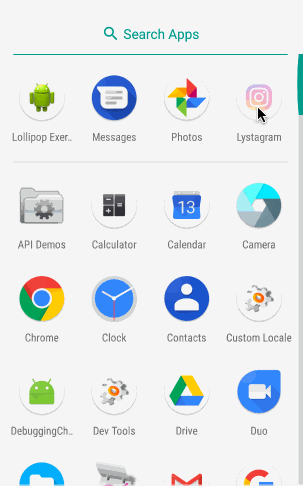 Search Apps
Lollipop Exer..
Messages
Photos
Lystagram
API Demos
Calculator
13
Calendar
Camera
Chrome
Clock
Contacts
Custom Locale
DebuggingCh..
Dev Tools
Drive
Duo